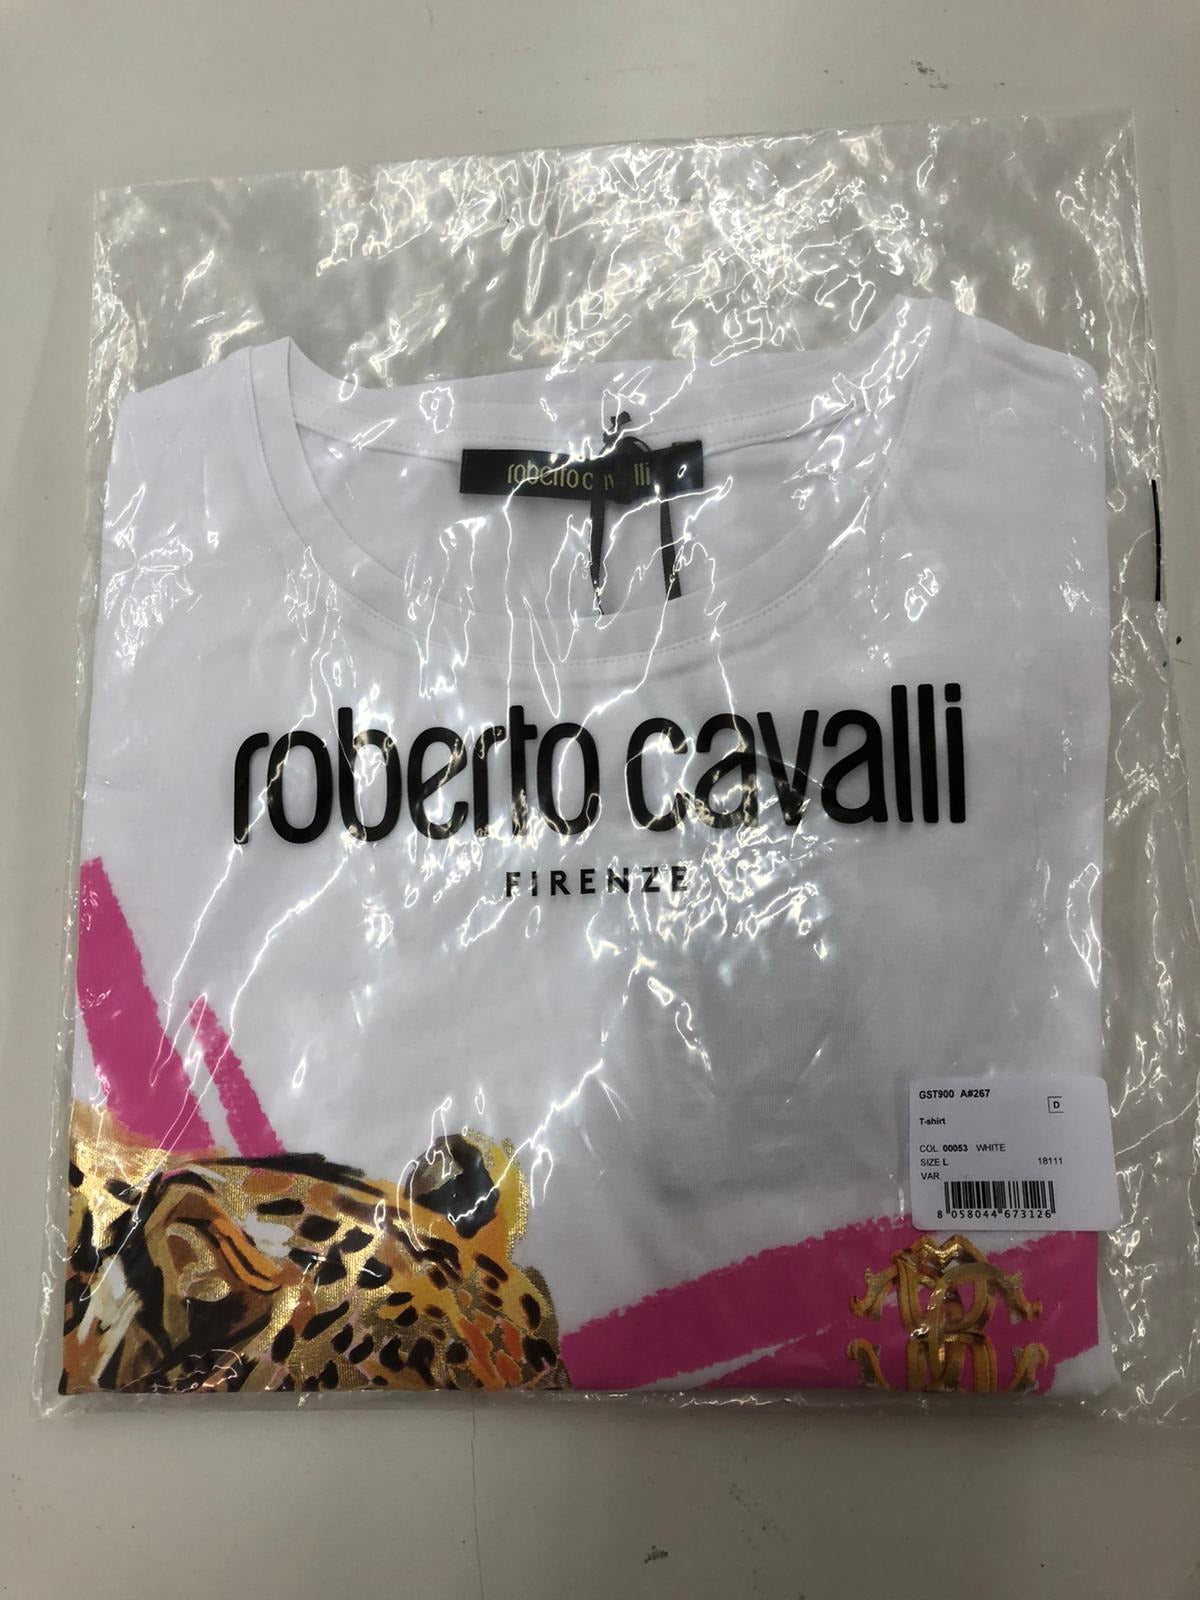 roberto cavalli
roberto cavalli
FIRENZE
GST900 A#267
D
T-shirt
COL 00053 WHITE
SIZE L 18111
VAR.
8 058044 673126